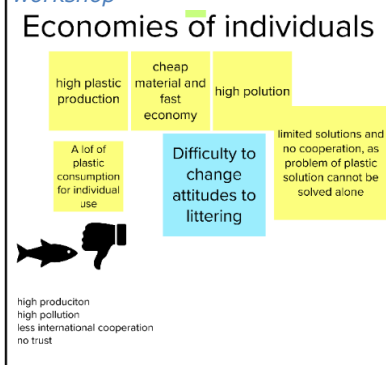 workshop
Economies of individuals
high plastic
production
cheap
material and
fast
economy
high polution
limited solutions and
no cooperation, as
problem of plastic
solution cannot be
solved alone
A lof of
plastic
consumption
for individual
use
Difficulty to
change
attitudes to
littering
high produciton
high pollution
less international cooperation
no trust